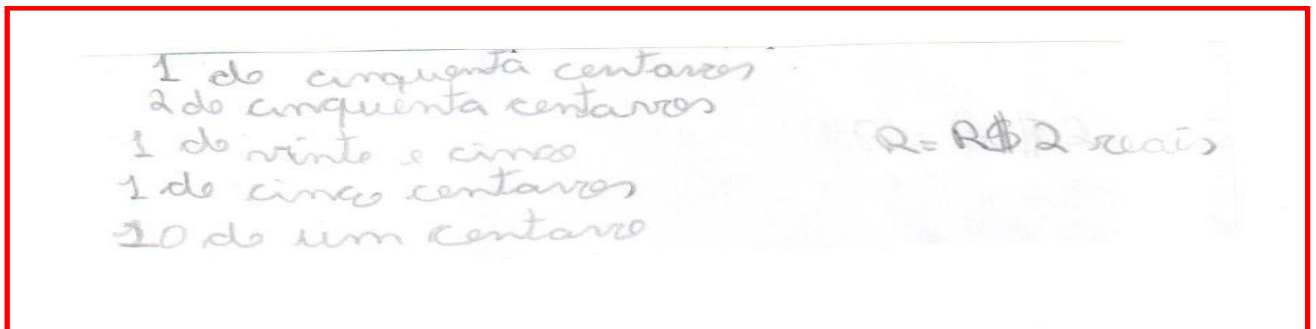 1 de cinquenta centavos
2 de cinquenta centavos
1 de vinte e cinco
1 de cinco centavos
10 de um centavo
R= R$ 2 reais